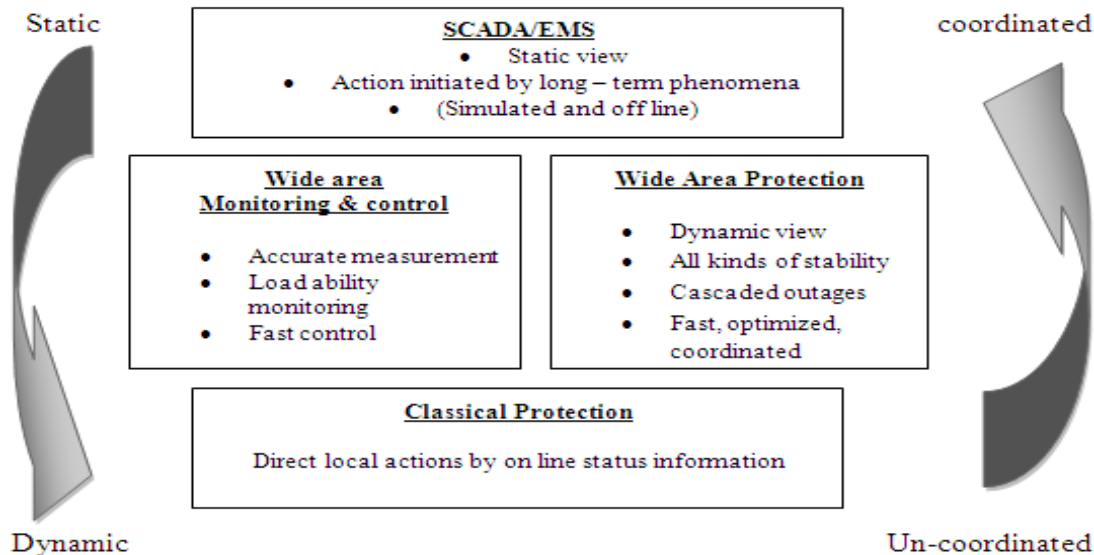 Static
coordinated
SCADA/EMS
• Static view
• Action initiated by long – term phenomena
• (Simulated and off line)
Wide area
Monitoring & control
• Accurate measurement
• Load ability
monitoring
• Fast control
Wide Area Protection
• Dynamic view
• All kinds of stability
• Cascaded outages
• Fast, optimized,
coordinated
Classical Protection
Direct local actions by on line status information
Dynamic
Un-coordinated